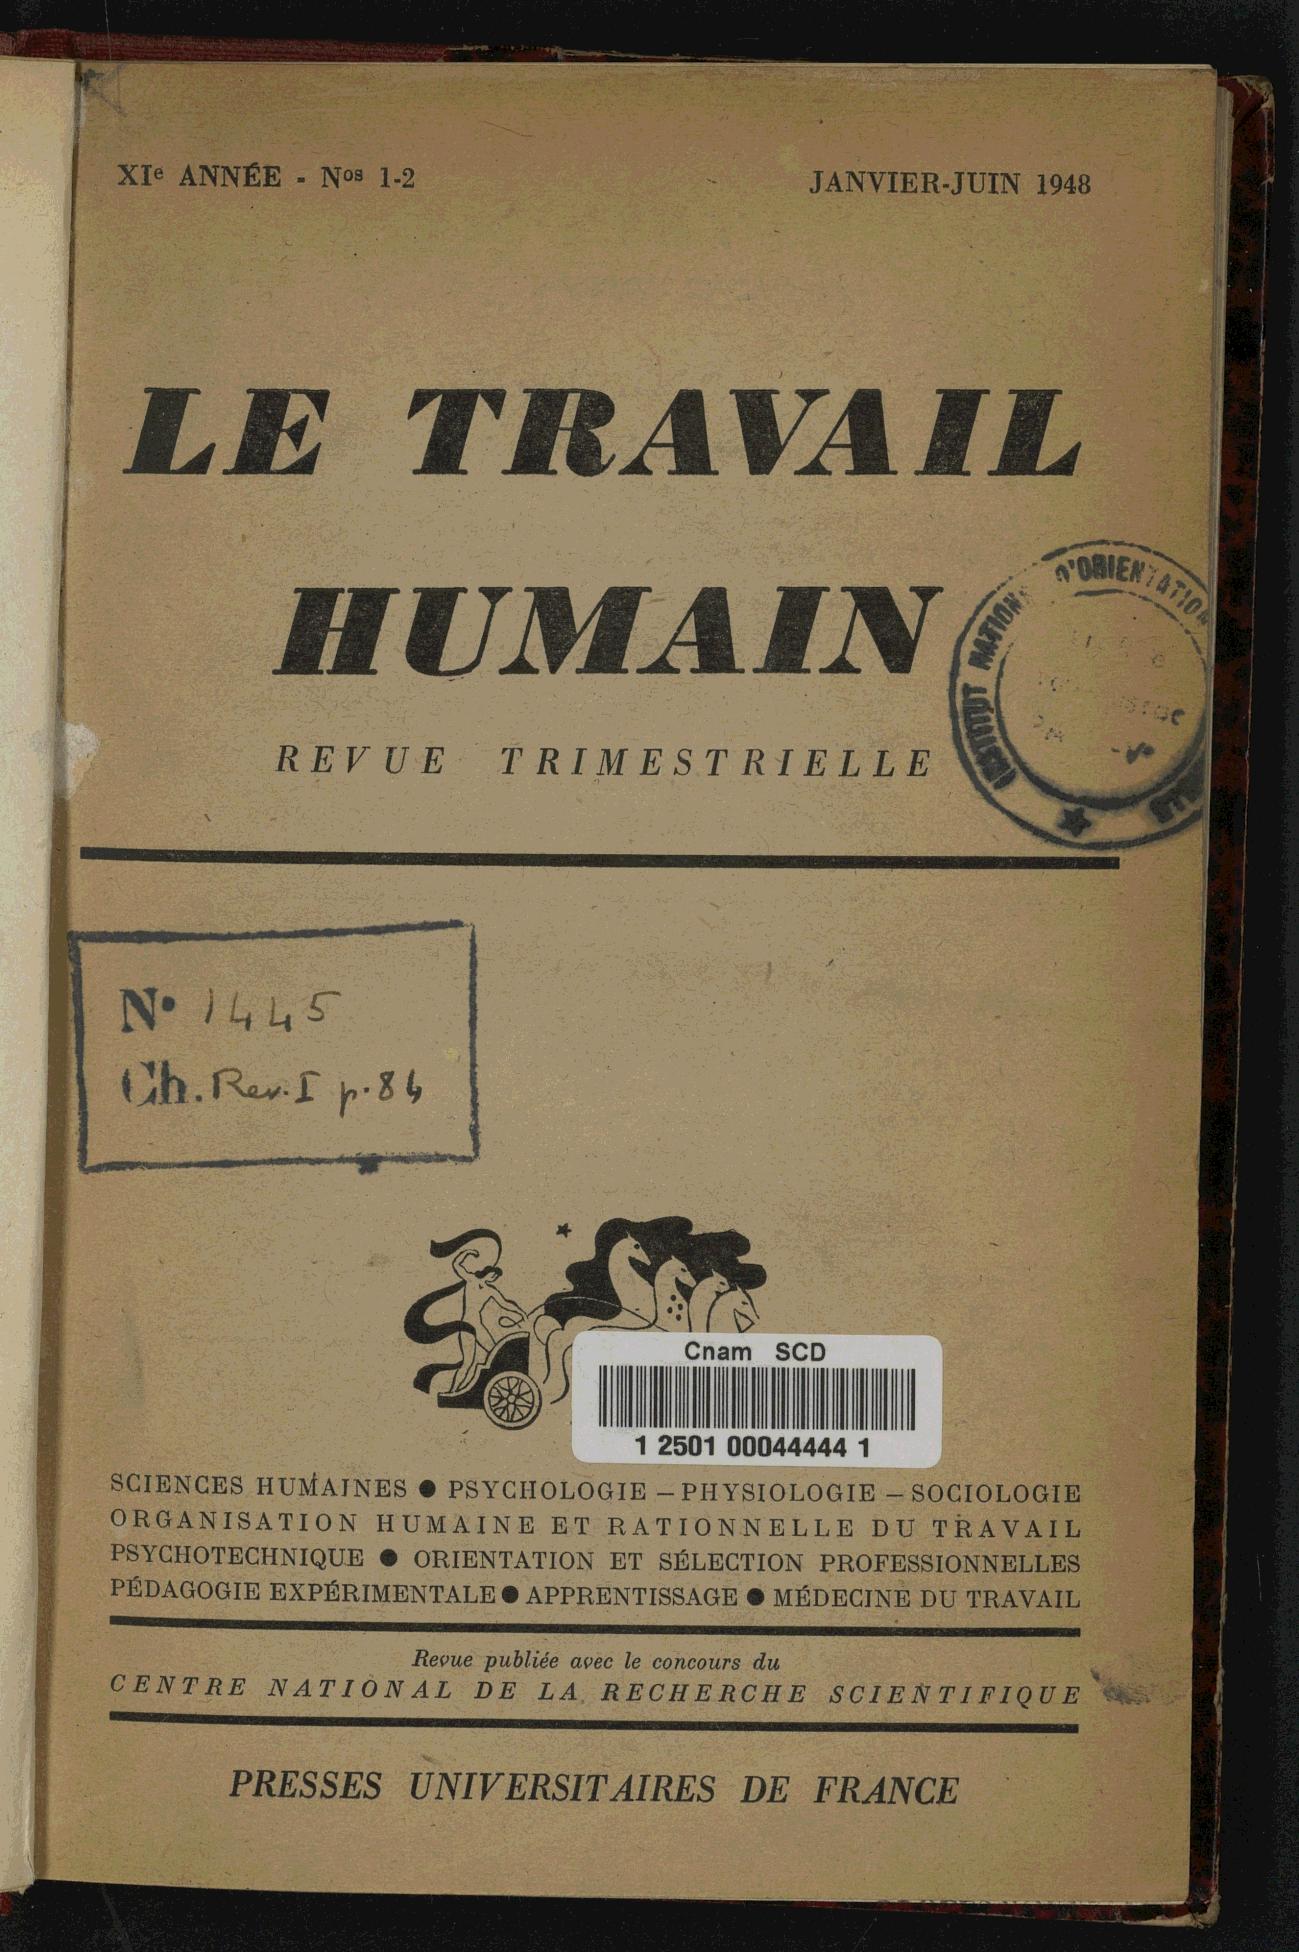 XIe ANNÉE - Nos 1-2
JANVIER-JUIN 1948
LE TRAVAIL
HUMAIN
REVUE TRIMESTRIELLE
INSTITUT NATIONAL D'ORIENTATION
N° 1445
Ch. Rev. I p. 84
Cnam SCD
1 2501 00044444 1
SCIENCES HUMAINES ● PSYCHOLOGIE – PHYSIOLOGIE – SOCIOLOGIE
ORGANISATION HUMAINE ET RATIONNELLE DU TRAVAIL
PSYCHOTECHNIQUE ● ORIENTATION ET SÉLECTION PROFESSIONNELLES
PÉDAGOGIE EXPÉRIMENTALE ● APPRENTISSAGE ● MÉDECINE DU TRAVAIL
Revue publiée avec le concours du
CENTRE NATIONAL DE LA RECHERCHE SCIENTIFIQUE
PRESSES UNIVERSITAIRES DE FRANCE